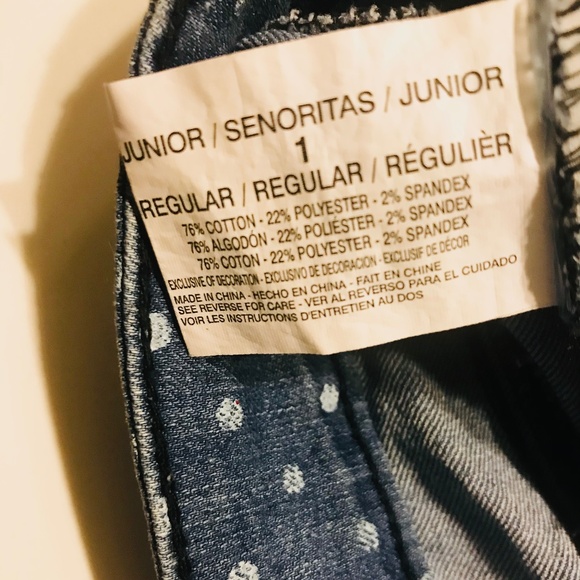 JUNIOR / SENORITAS / JUNIOR
1
REGULAR / REGULAR / RÉGULIÈR
76% COTTON - 22% POLYESTER - 2% SPANDEX
76% ALGODON - 22% POLIÉSTER - 2% SPANDEX
76% COTON - 22% POLYESTER - 2% SPANDEX
EXCLUSIVE OF DECORATION - EXCLUSIVO DE DECORACION - EXCLUSIF DE DÉCOR
MADE IN CHINA - HECHO EN CHINA - FAIT EN CHINE
SEE REVERSE FOR CARE - VER AL REVERSO PARA EL CUIDADO
VOIR LES INSTRUCTIONS D'ENTRETIEN AU DOS